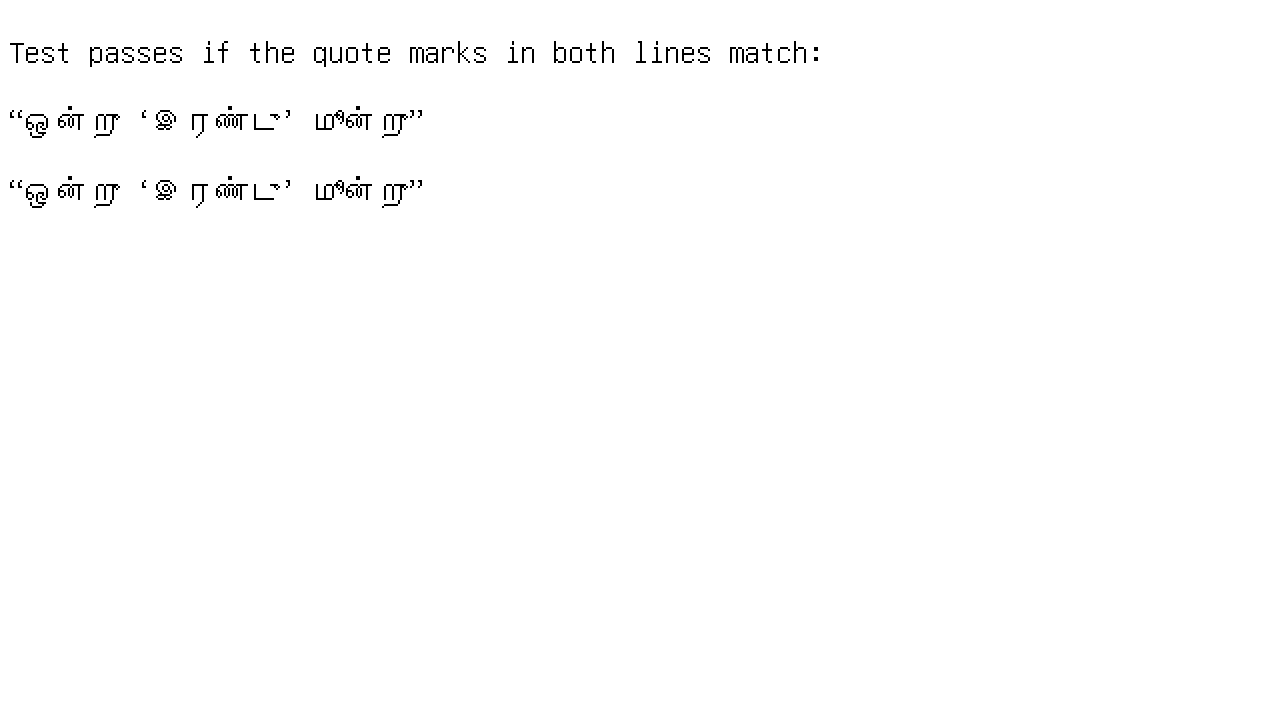 Test passes if the quote marks in both lines match:
“ஒன்று ‘இரண்டு’ மூன்று”
“ஒன்று ‘இரண்டு’ மூன்று”